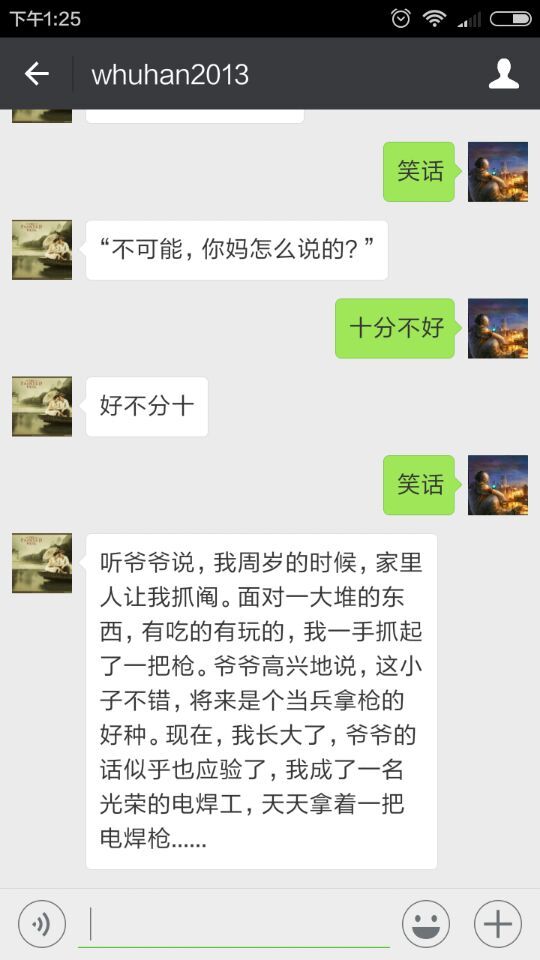 下午1:25
whuhan2013
笑话
“不可能，你妈怎么说的？”
十分不好
好不分十
笑话
听爷爷说，我周岁的时候，家里
人让我抓阄。面对一大堆的东
西，有吃的有玩的，我一手抓起
了一把枪。爷爷高兴地说，这小
子不错，将来是个当兵拿枪的
好种。现在，我长大了，爷爷的
话似乎也应验了，我成了一名
光荣的电焊工，天天拿着一把
电焊枪......